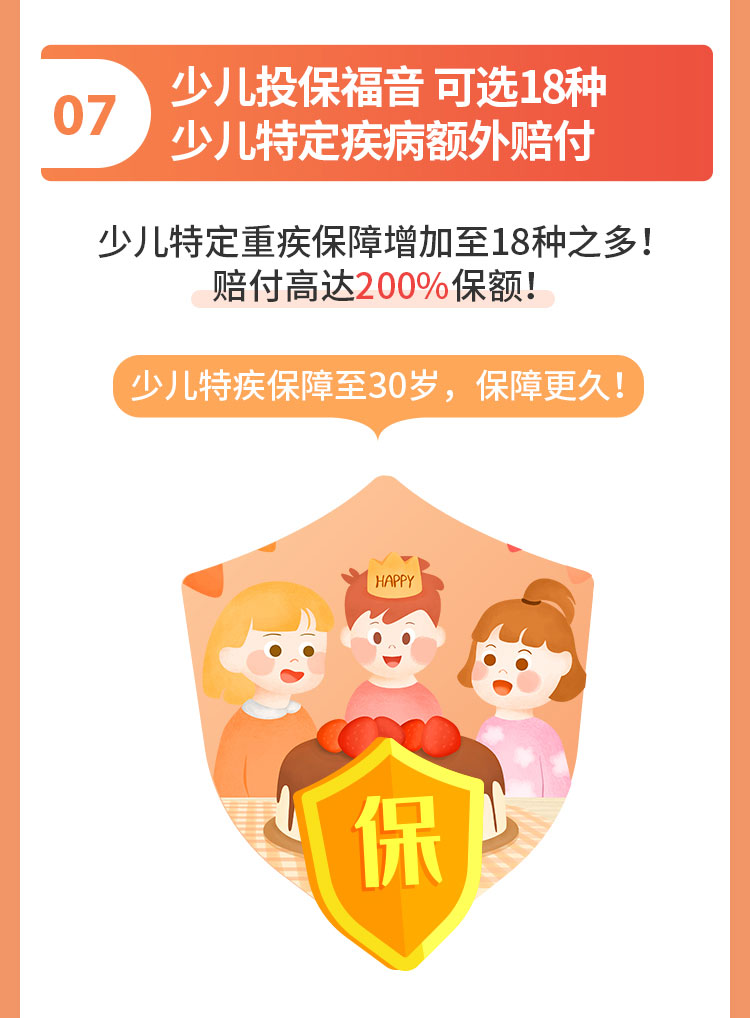 07
少儿投保福音 可选18种
少儿特定疾病额外赔付
少儿特定重疾保障增加至18种之多！
赔付高达200%保额！
少儿特疾保障至30岁，保障更久！
HAPPY
保